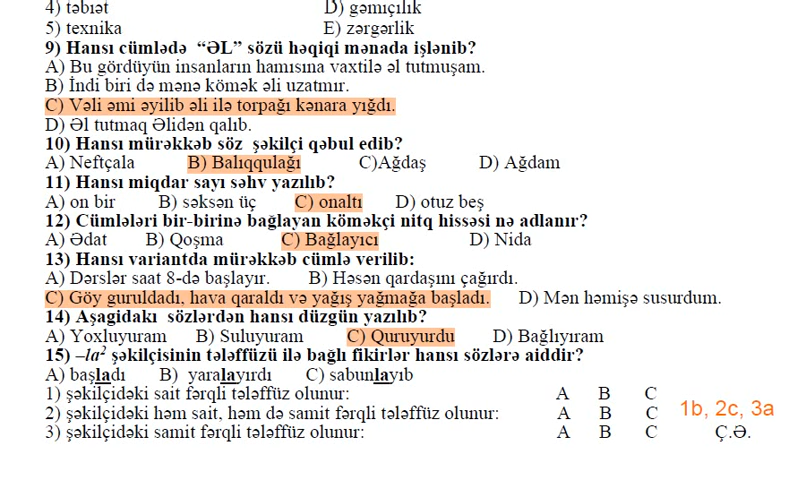 4) təbiət D) gəmiçilik
5) texnika E) zərgərlik
9) Hansı cümlədə “ƏL” sözü həqiqi mənada işlənib?
A) Bu gördüyün insanların hamısına vaxtilə əl tutmuşam.
B) İndi biri də mənə kömək əli uzatmır.
C) Vəli əmi əyilib əli ilə torpağı kənara yığdı.
D) Əl tutmaq Əlidən qalıb.
10) Hansı mürəkkəb söz şəkilçi qəbul edib?
A) Neftçala B) Balıqqulağı C)Ağdaş D) Ağdam
11) Hansı miqdar sayı səhv yazılıb?
A) on bir B) səksən üç C) onaltı D) otuz beş
12) Cümlələri bir-birinə bağlayan köməkçi nitq hissəsi nə adlanır?
A) Ədat B) Qoşma C) Bağlayıcı D) Nida
13) Hansı variantda mürəkkəb cümlə verilib:
A) Dərslər saat 8-də başlayır. B) Həsən qardaşını çağırdı.
C) Göy guruldadı, hava qaraldı və yağış yağmağa başladı. D) Mən həmişə susurdum.
14) Aşagidakı sözlərdən hansı düzgün yazılıb?
A) Yoxluyuram B) Suluyuram C) Quruyurdu D) Bağlıyıram
15) –la² şəkilçisinin tələffüzü ilə bağlı fikirlər hansı sözlərə aiddir?
A) başladı B) yaralayırdı C) sabunlayıb
1) şəkilçidəki sait fərqli tələffüz olunur: A B C
2) şəkilçidəki həm sait, həm də samit fərqli tələffüz olunur: A B C 1b, 2c, 3a
3) şəkilçidəki samit fərqli tələffüz olunur: A B C Ç.Ə.